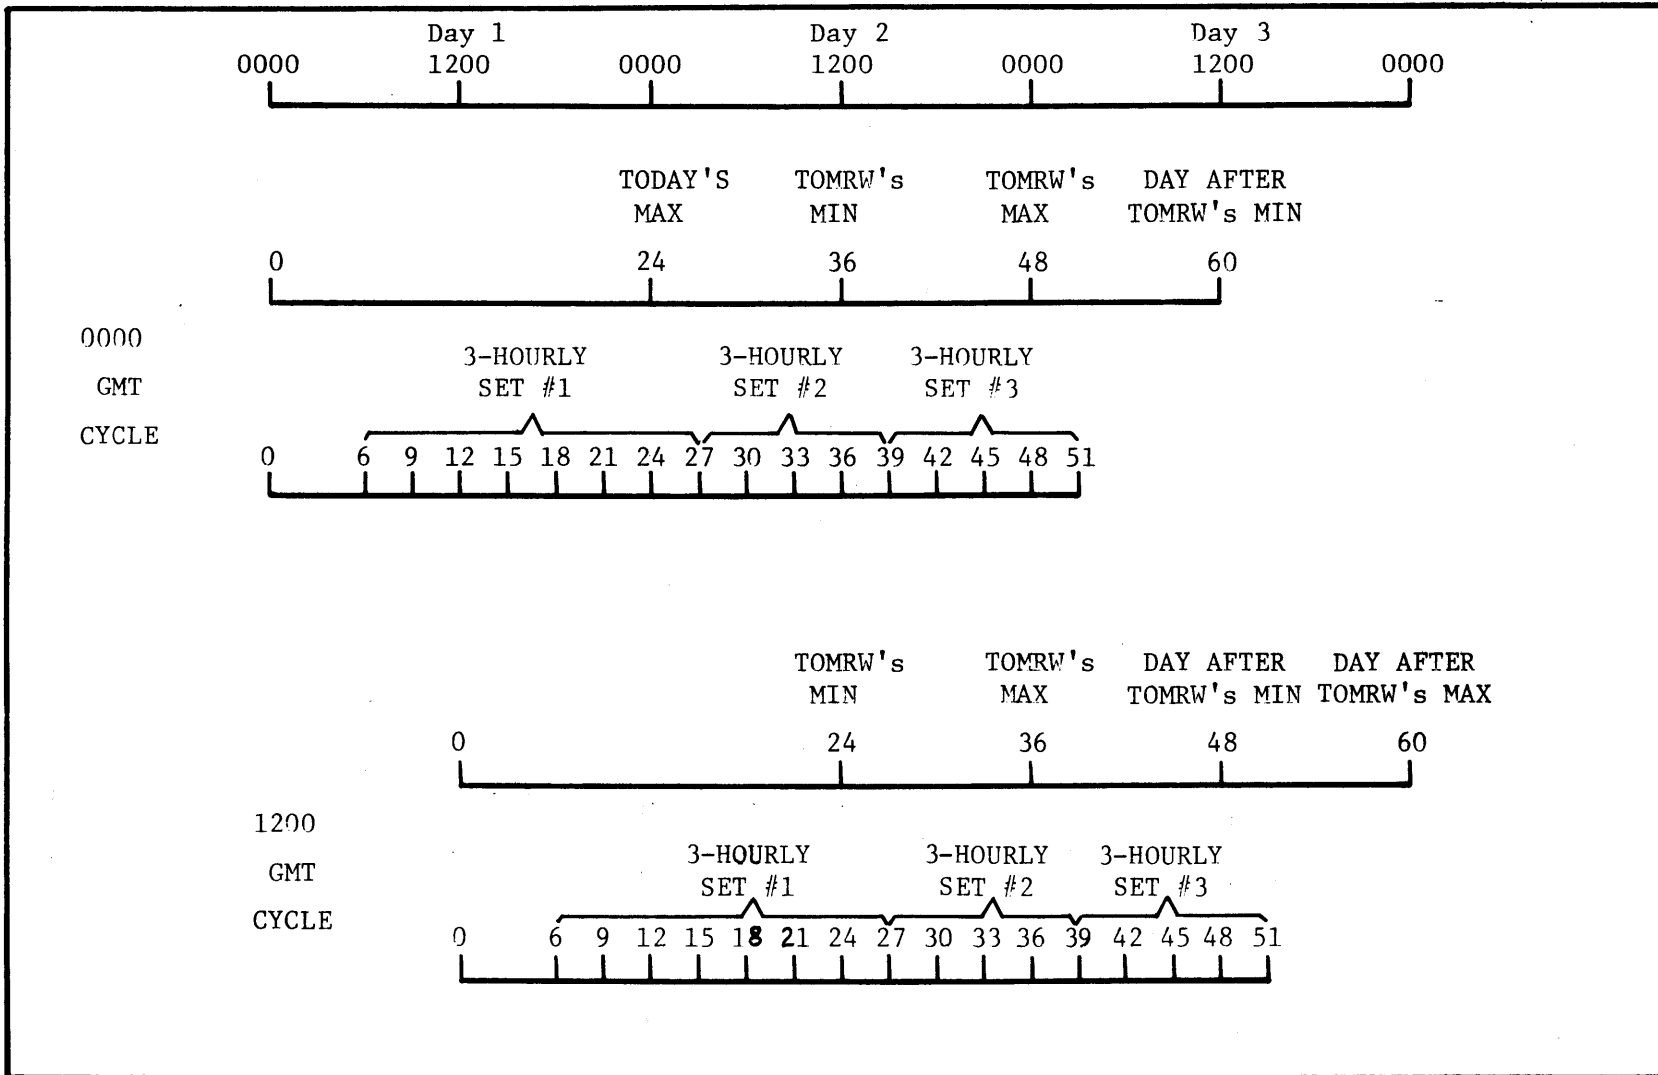 Day 1 Day 2 Day 3
0000 1200 0000 1200 0000 1200 0000
TODAY'S TOMRW's TOMRW's DAY AFTER
MAX MIN MAX TOMRW's MIN
0 24 36 48 60
0000
GMT
CYCLE
3-HOURLY 3-HOURLY 3-HOURLY
SET #1 SET #2 SET #3
0 6 9 12 15 18 21 24 27 30 33 36 39 42 45 48 51
TOMRW's TOMRW's DAY AFTER DAY AFTER
MIN MAX TOMRW's MIN TOMRW's MAX
0 24 36 48 60
1200
GMT
CYCLE
3-HOURLY 3-HOURLY 3-HOURLY
SET #1 SET #2 SET #3
0 6 9 12 15 18 21 24 27 30 33 36 39 42 45 48 51